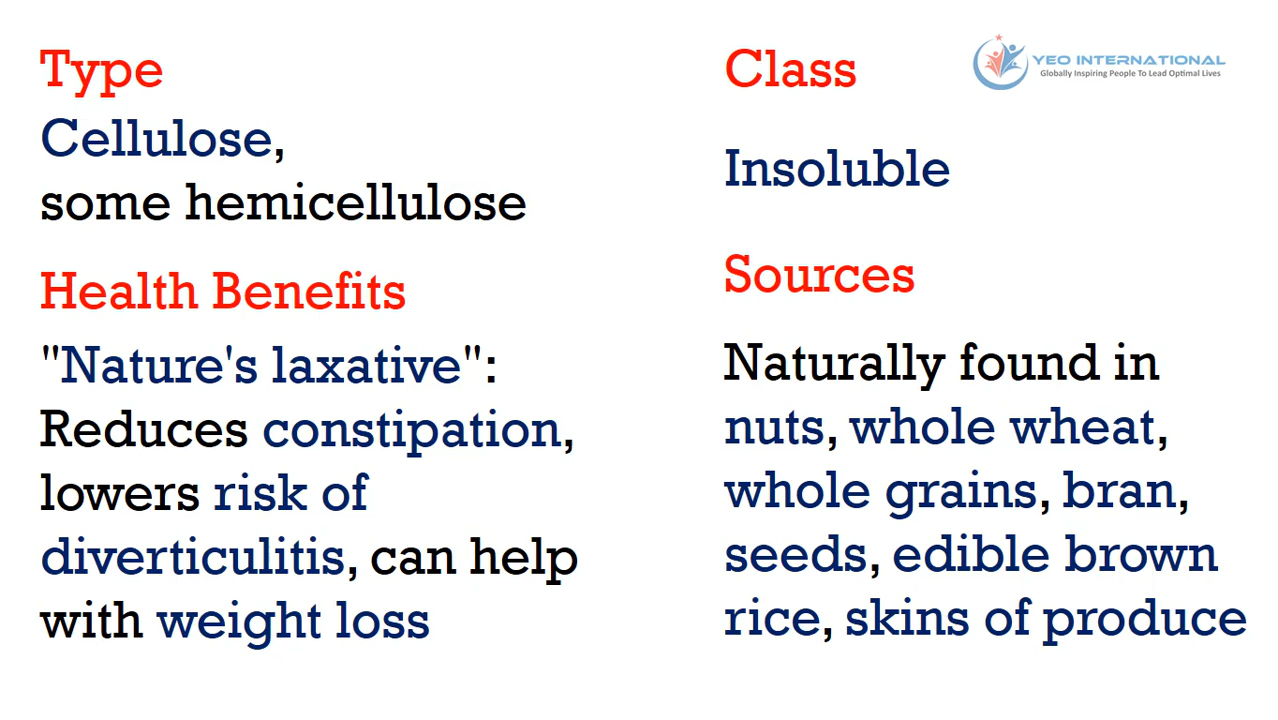 Type
Cellulose,
some hemicellulose
Health Benefits
"Nature's laxative":
Reduces constipation,
lowers risk of
diverticulitis, can help
with weight loss
Class
YEO INTERNATIONAL
Globally Inspiring People To Lead Optimal Lives
Insoluble
Sources
Naturally found in
nuts, whole wheat,
whole grains, bran,
seeds, edible brown
rice, skins of produce